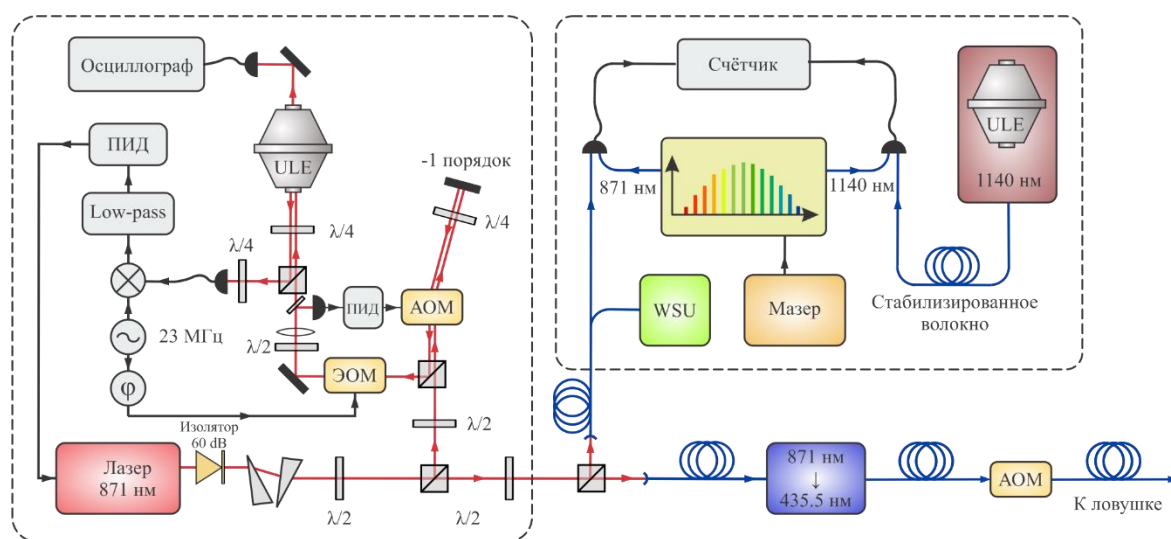 Осциллограф
ПИД
Low-pass
23 МГц
φ
Лазер
871 нм
Изолятор
60 dB
ULE
λ/4
λ/4
ПИД
λ/2
ЭОМ
-1 порядок
λ/4
АОМ
λ/2
λ/2
λ/2
Счётчик
871 нм
1140 нм
ULE
1140 нм
WSU
Мазер
Стабилизированное
волокно
871 нм
↓
435.5 нм
АОМ
К ловушке